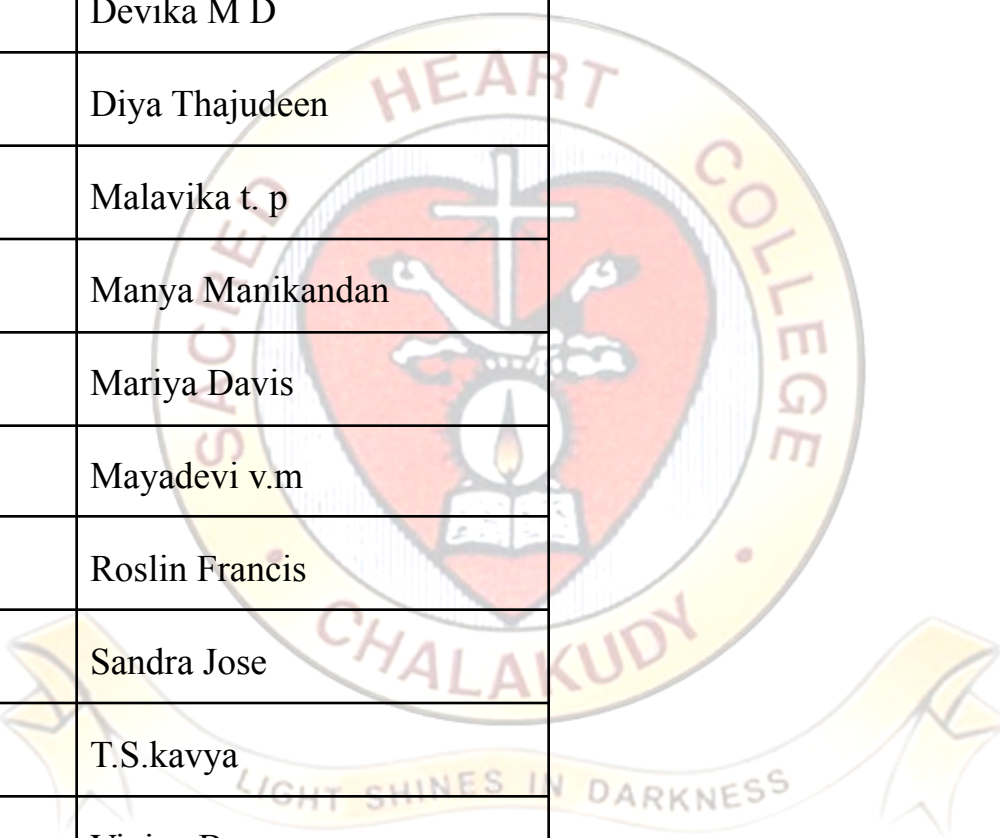 Devika M D
Diya Thajudeen
Malavika t. p
Manya Manikandan
Mariya Davis
Mayadevi v.m
Roslin Francis
Sandra Jose
T.S.kavya
SACRED HEART COLLEGE
CHALAKUDY
LIGHT SHINES IN DARKNESS